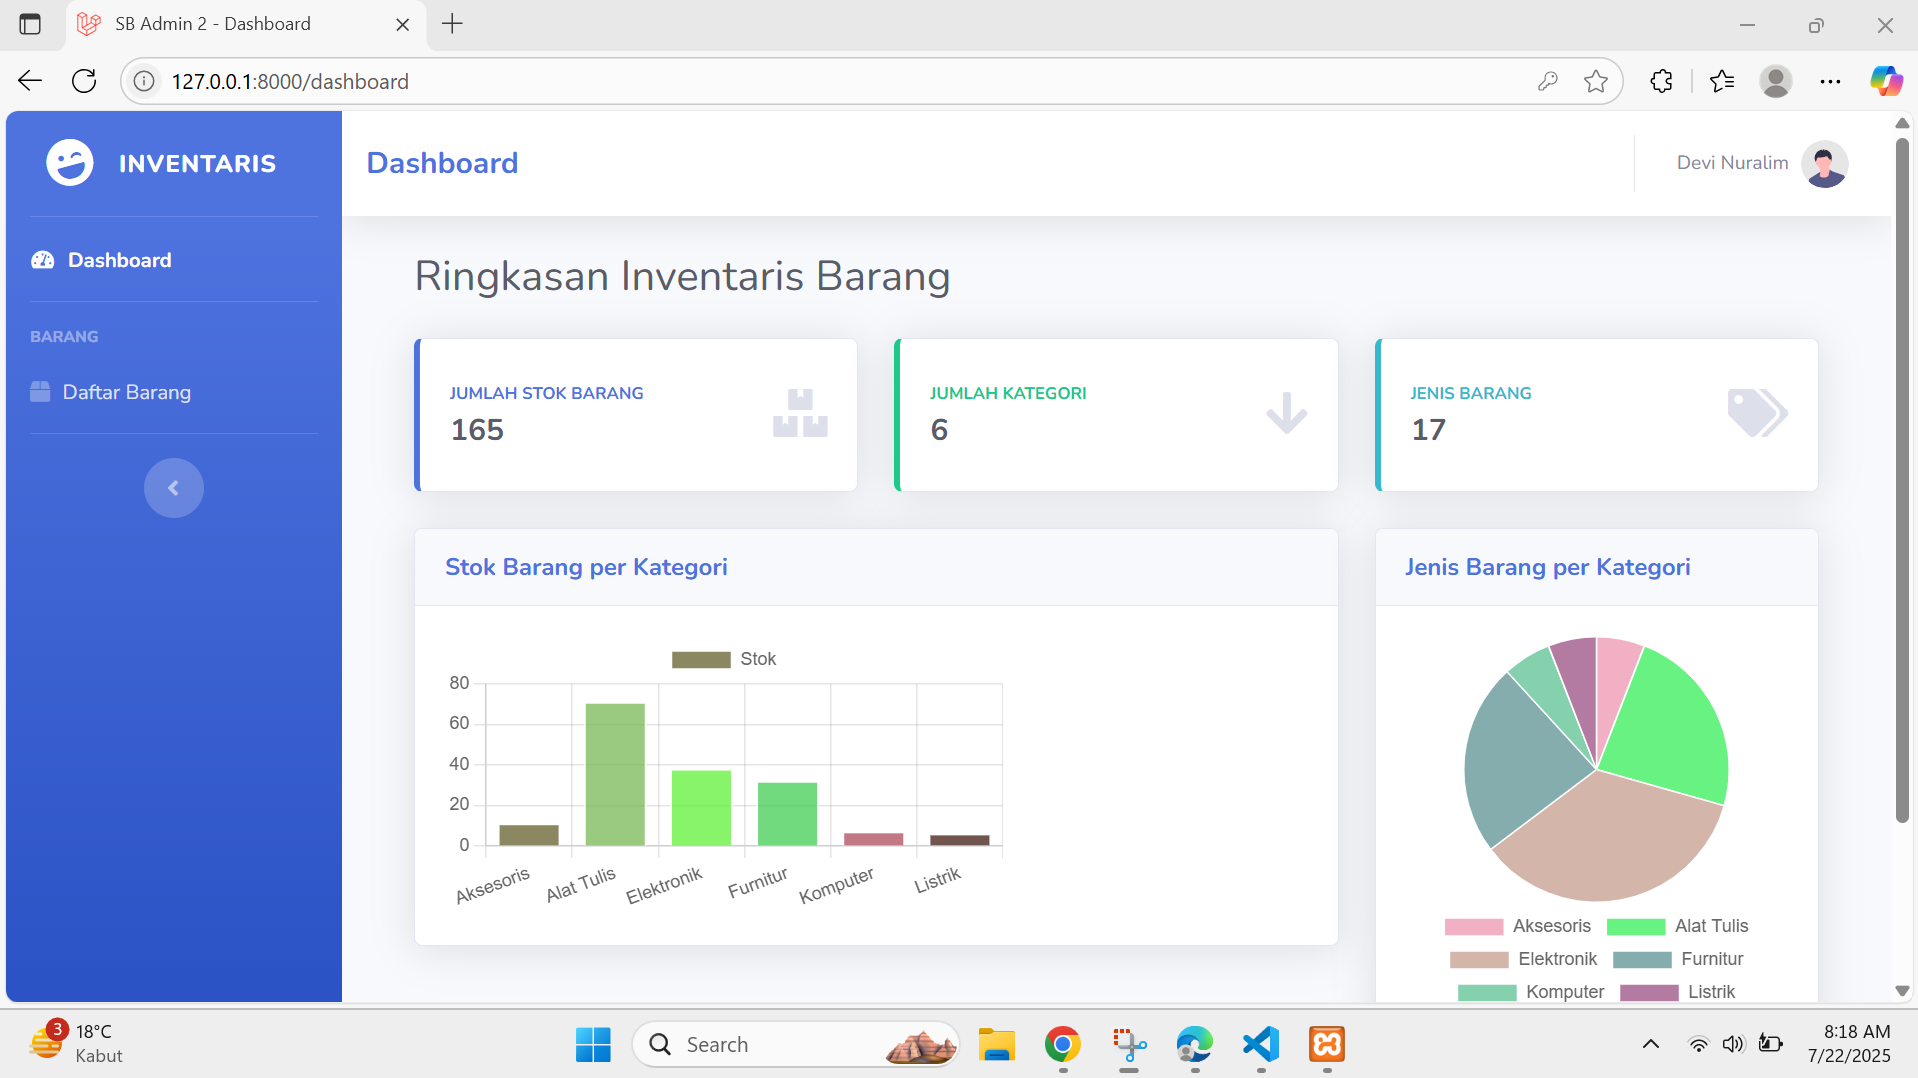 SB Admin 2 - Dashboard
127.0.0.1:8000/dashboard
INVENTARIS
Dashboard
Devi Nuralim
Dashboard
BARANG
Daftar Barang
Ringkasan Inventaris Barang
JUMLAH STOK BARANG
165
JUMLAH KATEGORI
6
JENIS BARANG
17
Stok Barang per Kategori
Stok
80
60
40
20
0
Aksesoris
Alat Tulis
Elektronik
Furnitur
Komputer
Listrik
Jenis Barang per Kategori
Aksesoris Alat Tulis
Elektronik Furnitur
Komputer Listrik
3
18°C
Kabut
Search
8:18 AM
7/22/2025